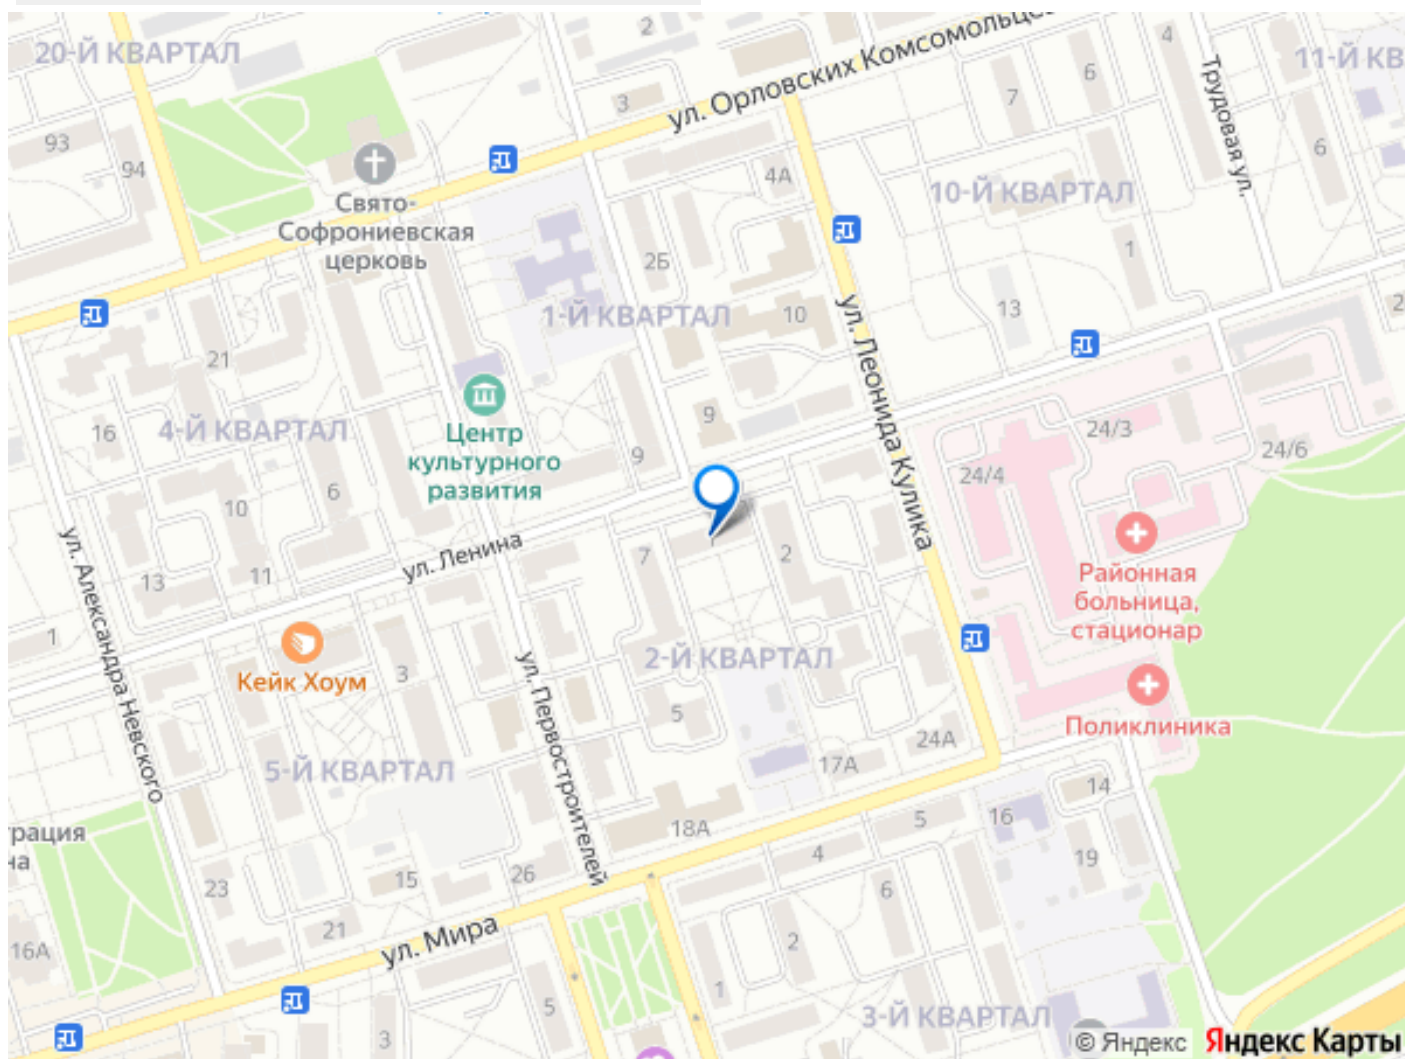 20-Й КВАРТАЛ
2
ул. Орловских Комсомольце
4
11-Й КВ
6
Трудовая ул.
3
7
93
94
6
4А
10-Й КВАРТАЛ
Свято-
Софрониевская
церковь
2Б
1
1-Й КВАРТАЛ
10
13
2
ул. Леонида Кулика
21
9
16
4-Й КВАРТАЛ
Центр
культурного
развития
24/3
24/6
9
24/4
6
10
ул. Ленина
7
2
13
11
ул. Александра Невского
Районная
больница,
стационар
1
Кейк Хоум
3
ул. Первостроителей
2-Й КВАРТАЛ
5
Поликлиника
24А
17А
5-Й КВАРТАЛ
14
16
18А
5
рация
на
4
19
15
26
23
6
21
ул. Мира
2
16А
1
5
3
3-Й КВАРТАЛ
© Яндекс Яндекс Карты